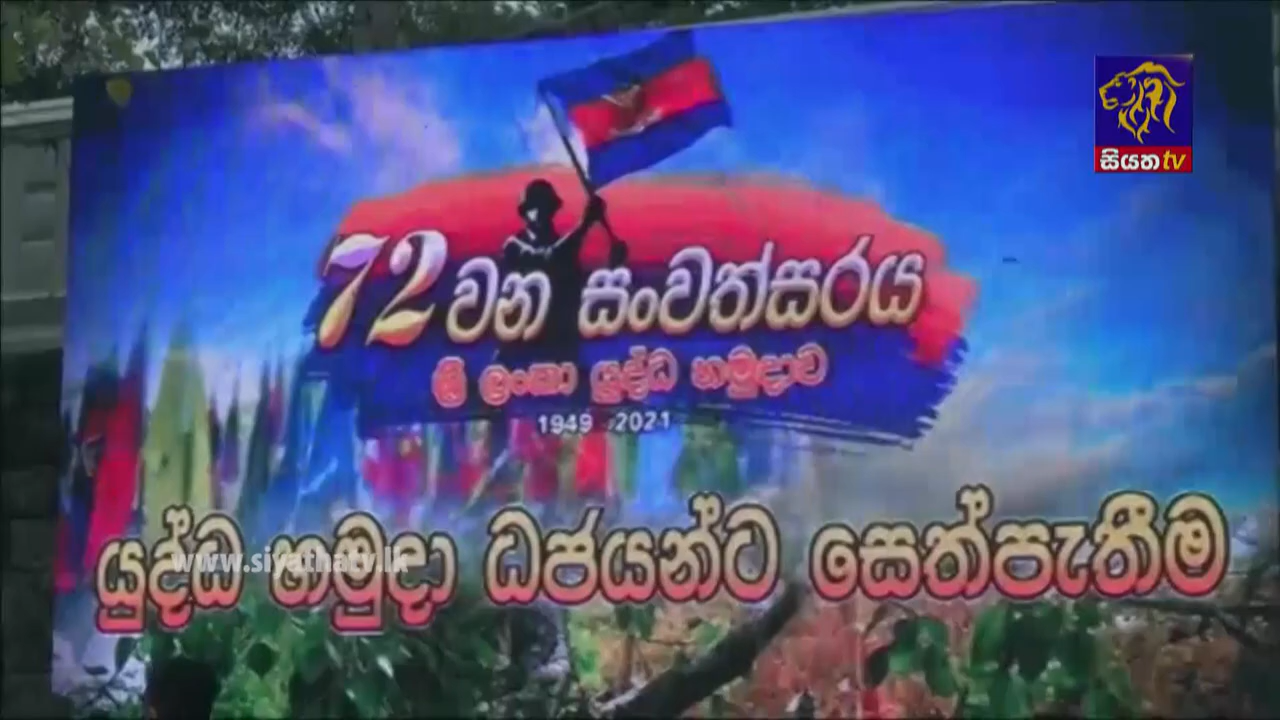 සියත tv
72 වන සංවත්සරය
ශ්‍රී ලංකා යුද්ධ හමුදාව
1949 2021
www.siyathatv.lk
යුද්ධ හමුදා ධජයන්ට සෙත්පැතීම